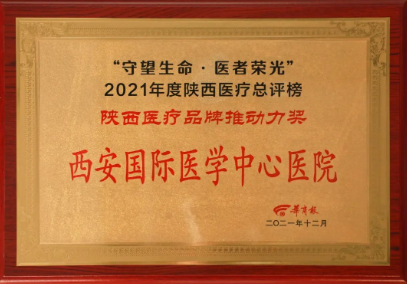 “守望生命·医者荣光”
2021年度陕西医疗总评榜
陕西医疗品牌推动力奖
西安国际医学中心医院
华商报
二〇二一年十二月